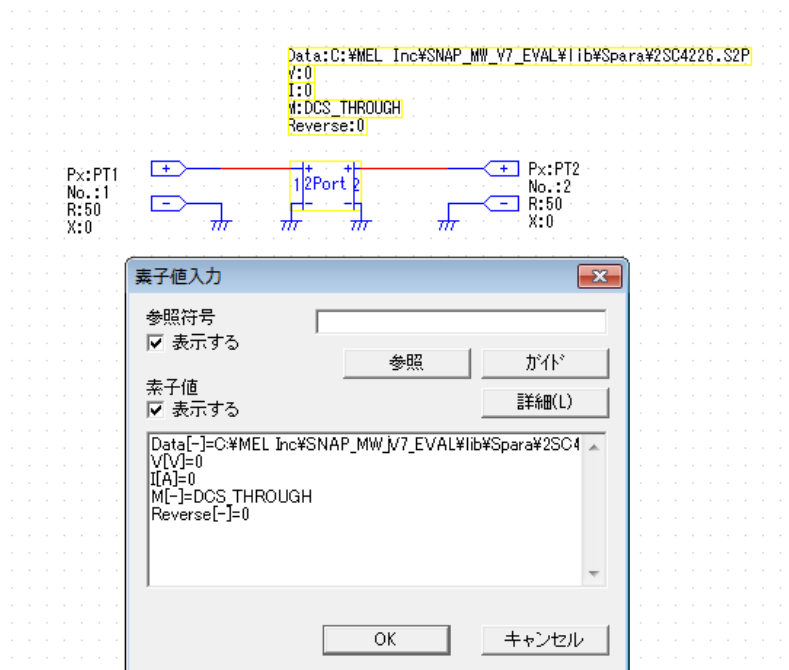 Data:C:¥MEL Inc¥SNAP_MW_V7_EVAL¥lib¥Spara¥2SC4226.S2P
V:0
I:0
M:DCS_THROUGH
Reverse:0
Px:PT1
No.:1
R:50
X:0
+
-
1 2Port 2
+ +
- -
+
-
Px:PT2
No.:2
R:50
X:0
素子値入力
参照符号
表示する
参照 ガイド
素子値
表示する
詳細(L)
Data[-]=C:¥MEL Inc¥SNAP_MW_V7_EVAL¥lib¥Spara¥2SC4
V[V]=0
I[A]=0
M[-]=DCS_THROUGH
Reverse[-]=0
OK キャンセル